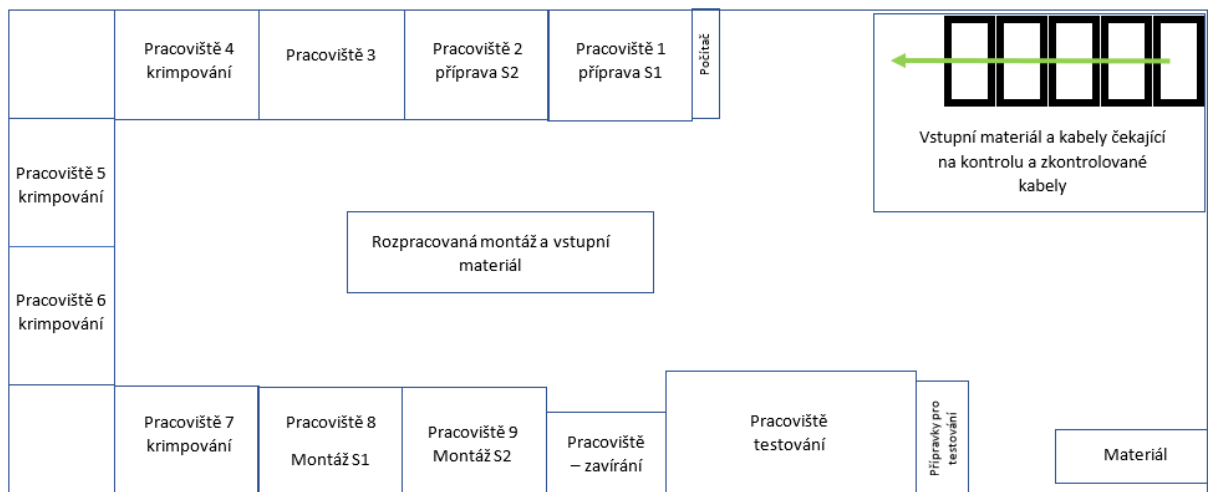 Pracoviště 4
krimpování
Pracoviště 3
Pracoviště 2
příprava S2
Pracoviště 1
příprava S1
Počítač
Vstupní materiál a kabely čekající
na kontrolu a zkontrolované
kabely
Pracoviště 5
krimpování
Rozpracovaná montáž a vstupní
materiál
Pracoviště 6
krimpování
Pracoviště 7
krimpování
Pracoviště 8
Montáž S1
Pracoviště 9
Montáž S2
Pracoviště
– zavírání
Pracoviště
testování
Přípravky pro
testování
Materiál